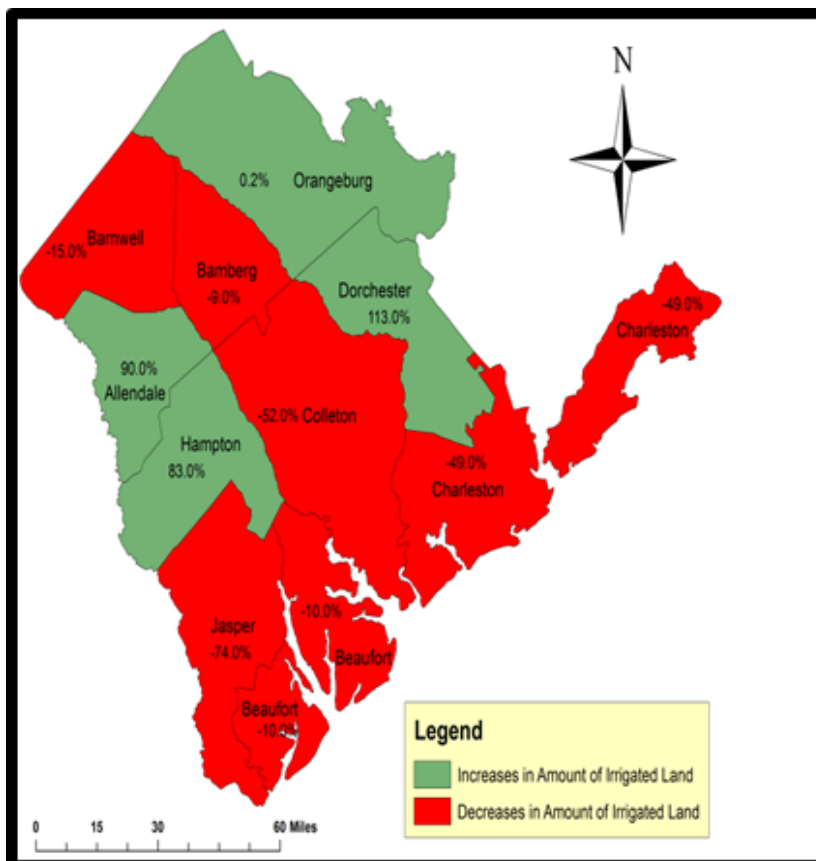 N
0.2%
Orangeburg
Barnwell
-15.0%
Bamberg
-9.0%
Dorchester
113.0%
-49.0%
Charleston
90.0%
Allendale
-52.0% Colleton
Hampton
83.0%
-49.0%
Charleston
-10.0%
Jasper
-74.0%
Beaufort
Beaufort
-10.0%
Legend
Increases in Amount of Irrigated Land
Decreases in Amount of Irrigated Land
0 15 30 60 Miles